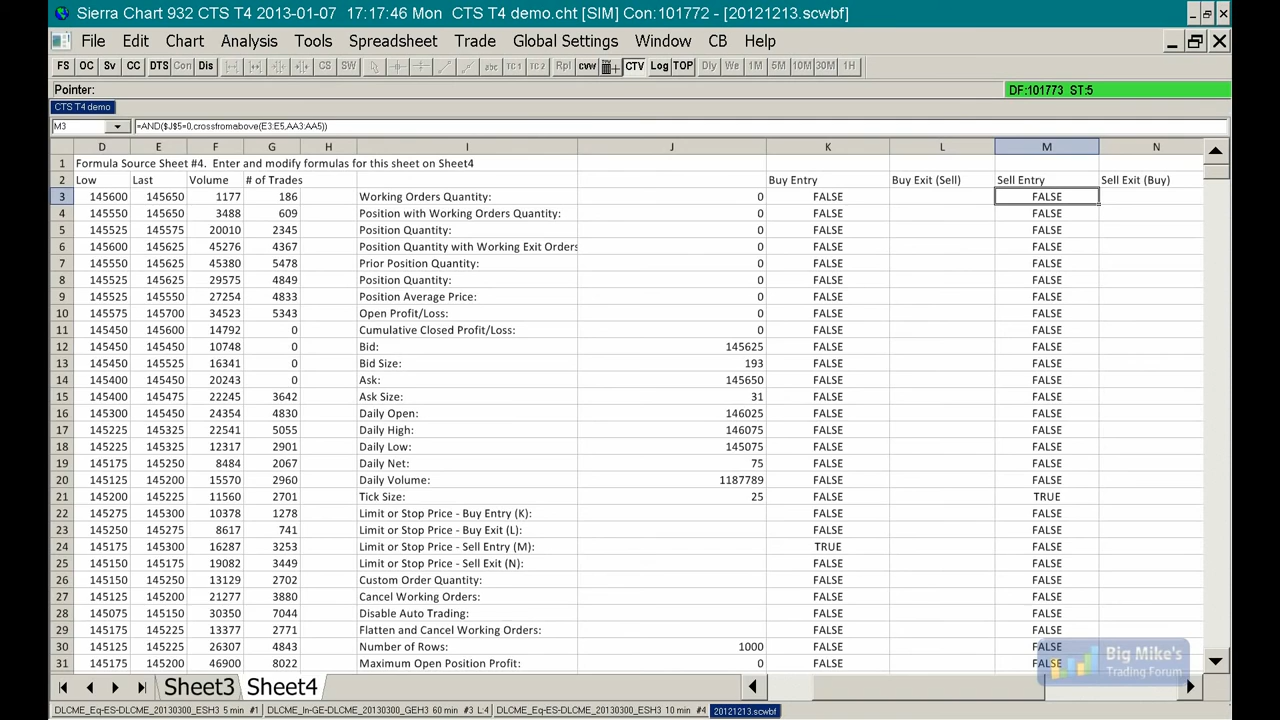 Sierra Chart 932 CTS T4 2013-01-07 17:17:46 Mon CTS T4 demo.cht [SIM] Con:101772 - [20121213.scwbf]
File Edit Chart Analysis Tools Spreadsheet Trade Global Settings Window CB Help
FS OC Sv CC DTS Con Dis CS SW abc TC 1 TC 2 Rpl CVW CTV Log TOP Dly We 1M 5M 10M 30M 1H
Pointer: DF:101773 ST:5
CTS T4 demo
M3 =AND($J$5=0,crossfromabove(E3:E5,AA3:AA5))
D E F G H I J K L M N
1 Formula Source Sheet #4. Enter and modify formulas for this sheet on Sheet4
2 Low Last Volume # of Trades Buy Entry Buy Exit (Sell) Sell Entry Sell Exit (Buy)
3 145600 145650 1177 186 Working Orders Quantity: 0 FALSE FALSE
4 145550 145650 3488 609 Position with Working Orders Quantity: 0 FALSE FALSE
5 145525 145575 20010 2345 Position Quantity: 0 FALSE FALSE
6 145600 145625 45276 4367 Position Quantity with Working Exit Orders 0 FALSE FALSE
7 145550 145625 45380 5478 Prior Position Quantity: 0 FALSE FALSE
8 145525 145625 29575 4849 Position Quantity: 0 FALSE FALSE
9 145525 145550 27254 4833 Position Average Price: 0 FALSE FALSE
10 145575 145700 34523 5343 Open Profit/Loss: 0 FALSE FALSE
11 145450 145600 14792 0 Cumulative Closed Profit/Loss: 0 FALSE FALSE
12 145450 145550 10748 0 Bid: 145625 FALSE FALSE
13 145450 145525 16341 0 Bid Size: 193 FALSE FALSE
14 145400 145450 20243 0 Ask: 145650 FALSE FALSE
15 145400 145475 22245 3642 Ask Size: 31 FALSE FALSE
16 145300 145450 24354 4830 Daily Open: 146025 FALSE FALSE
17 145225 145325 22541 5055 Daily High: 146075 FALSE FALSE
18 145225 145325 12317 2901 Daily Low: 145075 FALSE FALSE
19 145175 145250 8484 2067 Daily Net: 75 FALSE FALSE
20 145125 145200 15570 2960 Daily Volume: 1187789 FALSE FALSE
21 145200 145225 11560 2701 Tick Size: 25 FALSE TRUE
22 145275 145300 10378 1278 Limit or Stop Price - Buy Entry (K): FALSE FALSE
23 145250 145275 8617 741 Limit or Stop Price - Buy Exit (L): FALSE FALSE
24 145175 145300 16287 3253 Limit or Stop Price - Sell Entry (M): TRUE FALSE
25 145150 145175 19082 3449 Limit or Stop Price - Sell Exit (N): FALSE FALSE
26 145150 145250 13129 2702 Custom Order Quantity: FALSE FALSE
27 145125 145200 21277 3880 Cancel Working Orders: FALSE FALSE
28 145075 145150 30350 7044 Disable Auto Trading: FALSE FALSE
29 145175 145225 13377 2771 Flatten and Cancel Working Orders: FALSE FALSE
30 145125 145225 26307 4843 Number of Rows: 1000 FALSE FALSE
31 145175 145200 46900 8022 Maximum Open Position Profit: 0 FALSE FALSE
Big Mike's
Trading Forum
Sheet3 Sheet4
DLCME_Eq-ES-DLCME_20130300_ESH3 5 min #1 DLCME_In-GE-DLCME_20130300_GEH3 60 min #3 L:4 DLCME_Eq-ES-DLCME_20130300_ESH3 10 min #4 20121213.scwbf